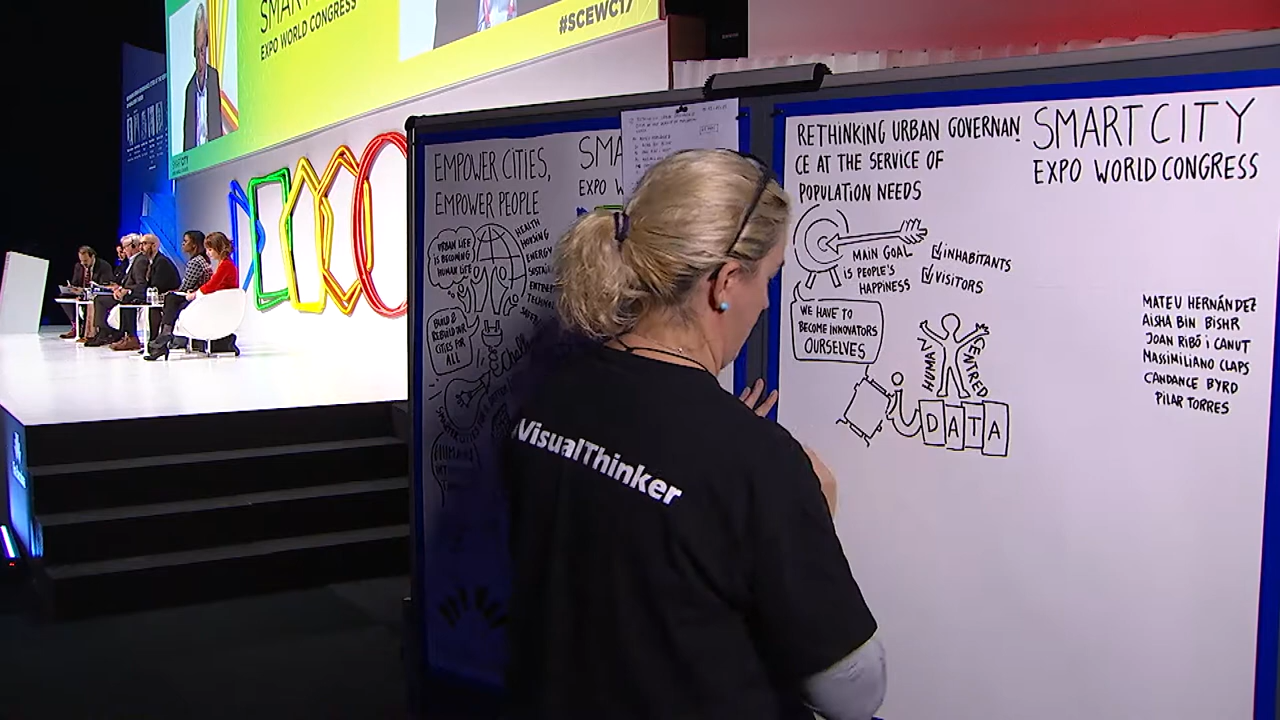 SMART
EXPO WORLD CONGRESS
#SCEWC17
EMPOWER CITIES,
EMPOWER PEOPLE
SMA
EXPO W
URBAN LIFE
IS BECOMING
HUMAN LIFE
HEALTH
HOUSING
ENERGY
BUILD &
REBUILD OUR
CITIES FOR
ALL
#VisualThinker
RETHINKING URBAN GOVERNAN
CE AT THE SERVICE OF
POPULATION NEEDS
SMART CITY
EXPO WORLD CONGRESS
MAIN GOAL
IS PEOPLE'S
HAPPINESS
INHABITANTS
VISITORS
WE HAVE TO
BECOME INNOVATORS
OURSELVES
HUMAN
CENTRED
DATA
MATEU HERNÁNDEZ
AISHA BIN BISHR
JOAN RIBÓ i CANUT
MASSIMILIANO CLAPS
CANDANCE BYRD
PILAR TORRES